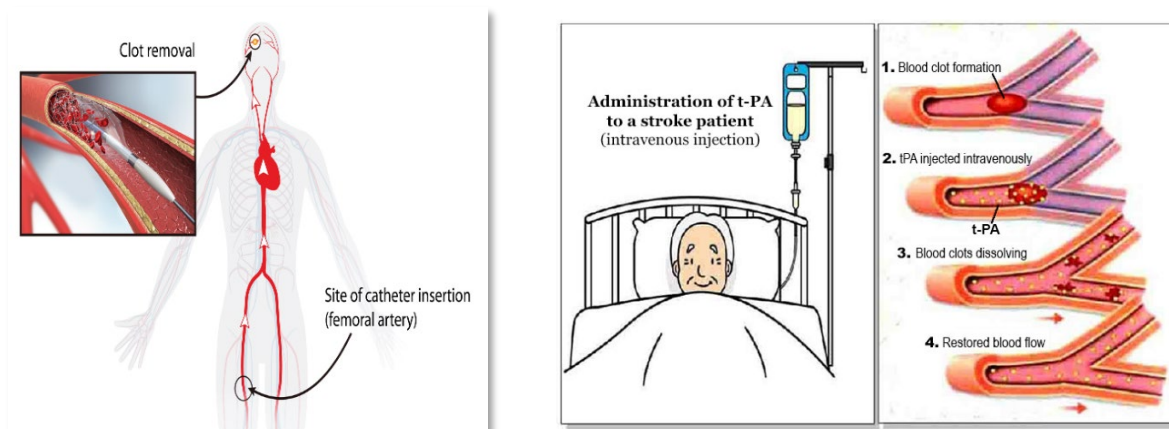 Clot removal
Site of catheter insertion
(femoral artery)
Administration of t-PA
to a stroke patient
(intravenous injection)
1. Blood clot formation
2. tPA injected intravenously
t-PA
3. Blood clots dissolving
4. Restored blood flow